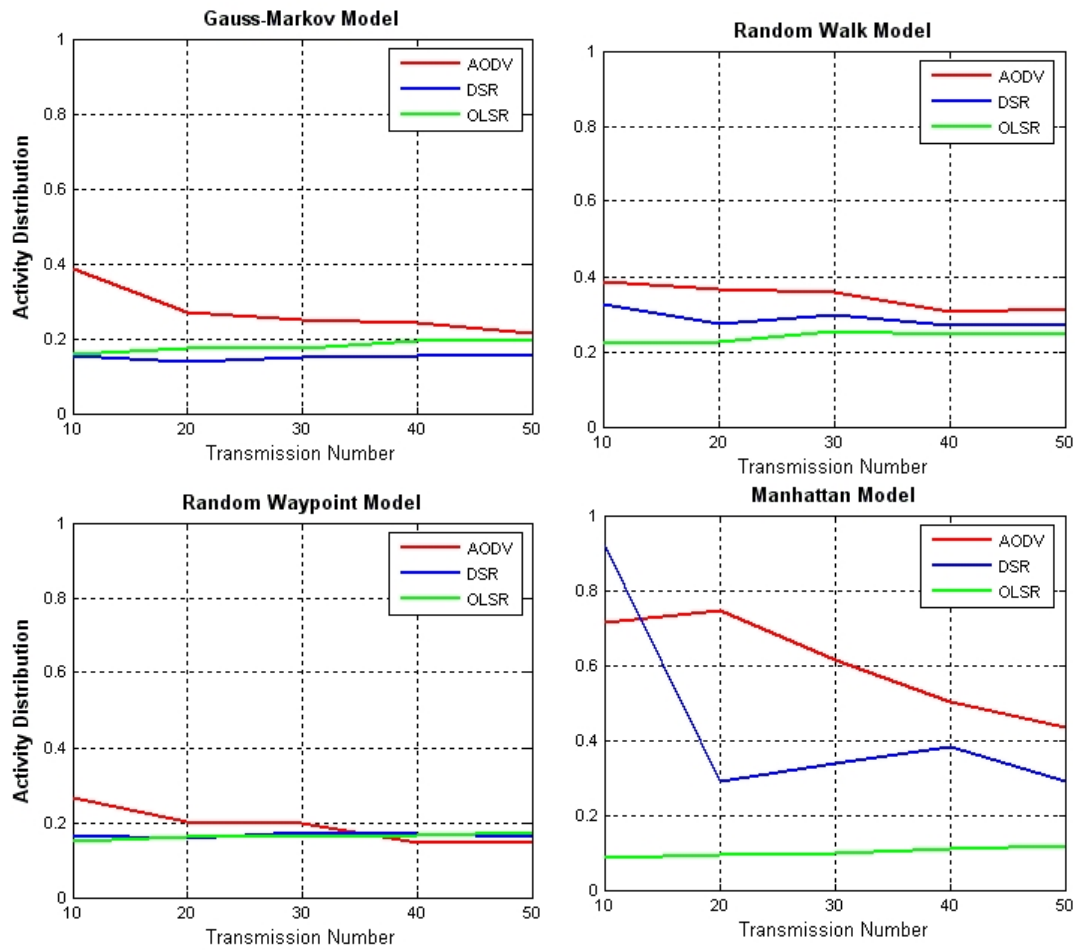 Gauss-Markov Model
1
0.8
0.6
0.4
0.2
0
10 20 30 40 50
Activity Distribution
Transmission Number
AODV
DSR
OLSR
Random Walk Model
1
0.8
0.6
0.4
0.2
0
10 20 30 40 50
Transmission Number
AODV
DSR
OLSR
Random Waypoint Model
1
0.8
0.6
0.4
0.2
0
10 20 30 40 50
Activity Distribution
Transmission Number
AODV
DSR
OLSR
Manhattan Model
1
0.8
0.6
0.4
0.2
0
10 20 30 40 50
Transmission Number
AODV
DSR
OLSR